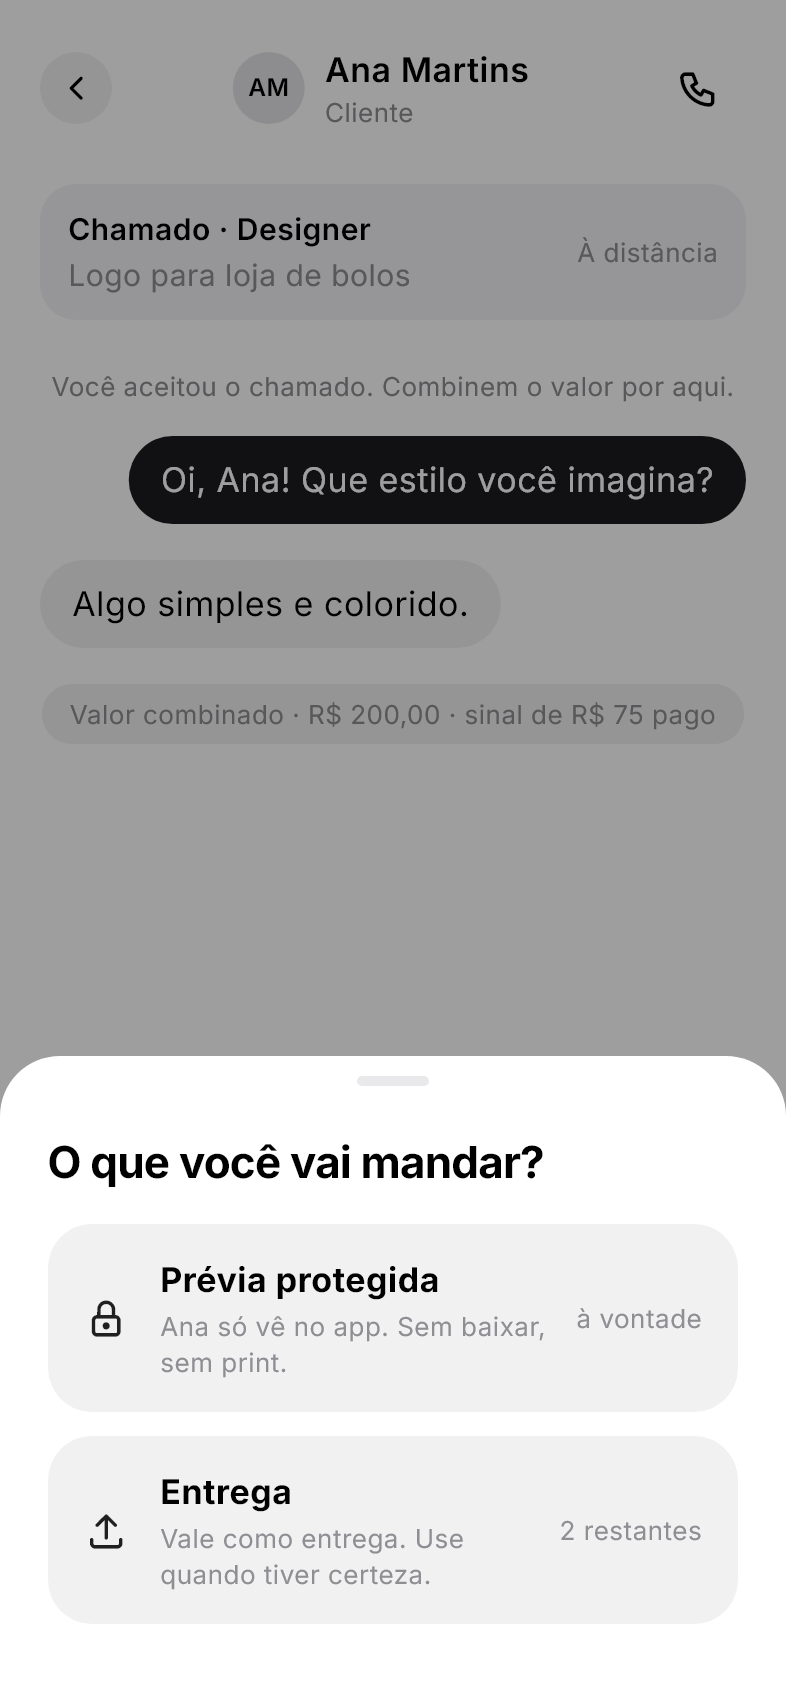 AM
Ana Martins
Cliente
Chamado · Designer
Logo para loja de bolos
À distância
Você aceitou o chamado. Combinem o valor por aqui.
Oi, Ana! Que estilo você imagina?
Algo simples e colorido.
Valor combinado · R$ 200,00 · sinal de R$ 75 pago
O que você vai mandar?
Prévia protegida
Ana só vê no app. Sem baixar,
sem print.
à vontade
Entrega
Vale como entrega. Use
quando tiver certeza.
2 restantes